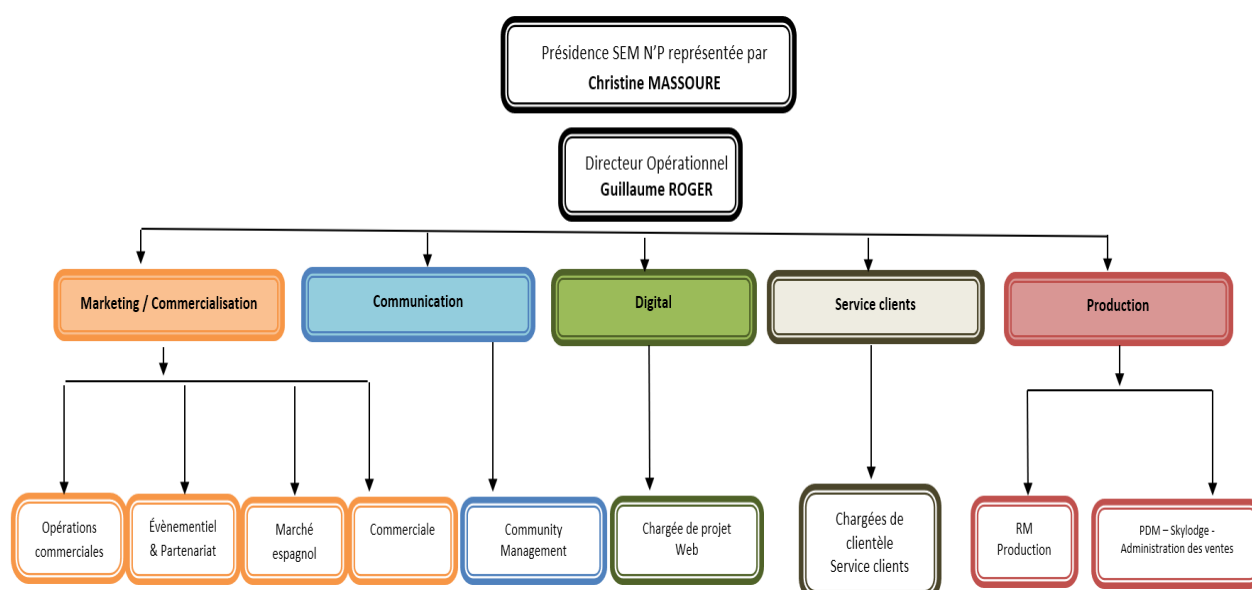 Présidence SEM N'P représentée par
Christine MASSOURE
Directeur Opérationnel
Guillaume ROGER
Marketing / Commercialisation
Communication
Digital
Service clients
Production
Opérations
commerciales
Évènementiel
& Partenariat
Marché
espagnol
Commerciale
Community
Management
Chargée de projet
Web
Chargées de
clientèle
Service clients
RM
Production
PDM – Skylodge -
Administration des ventes